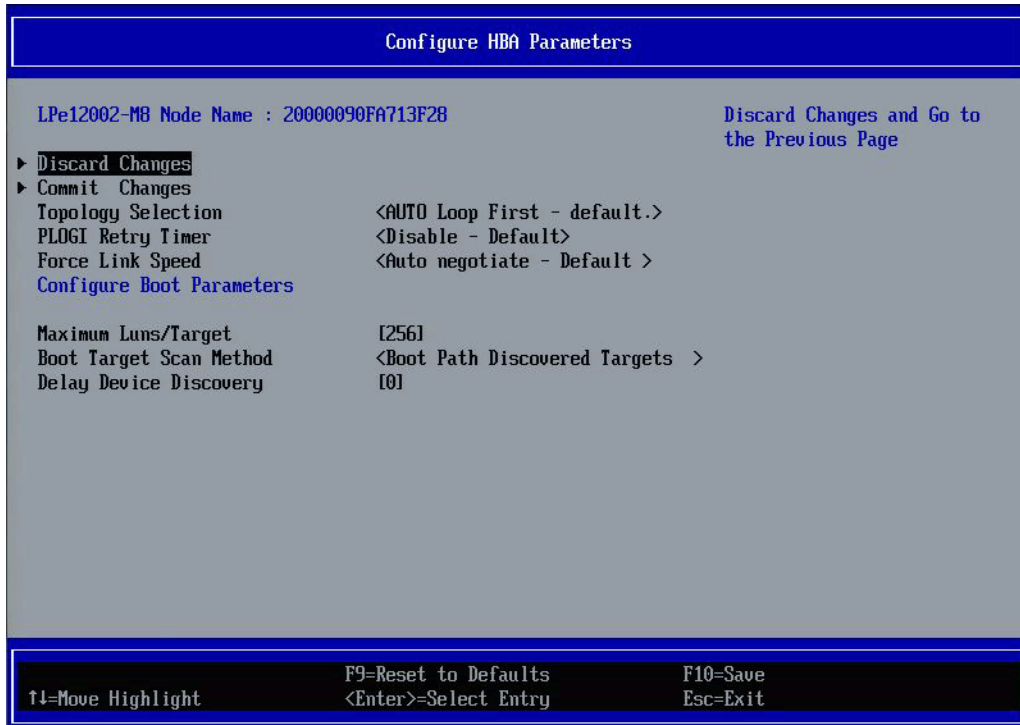 Configure HBA Parameters
LPe12002-M8 Node Name : 20000090FA713F28
Discard Changes and Go to
the Previous Page
Discard Changes
Commit Changes
Topology Selection <AUTO Loop First - default.>
PLOGI Retry Timer <Disable - Default>
Force Link Speed <Auto negotiate - Default >
Configure Boot Parameters
Maximum Luns/Target [256]
Boot Target Scan Method <Boot Path Discovered Targets >
Delay Device Discovery [0]
F9=Reset to Defaults F10=Save
↑↓=Move Highlight <Enter>=Select Entry Esc=Exit